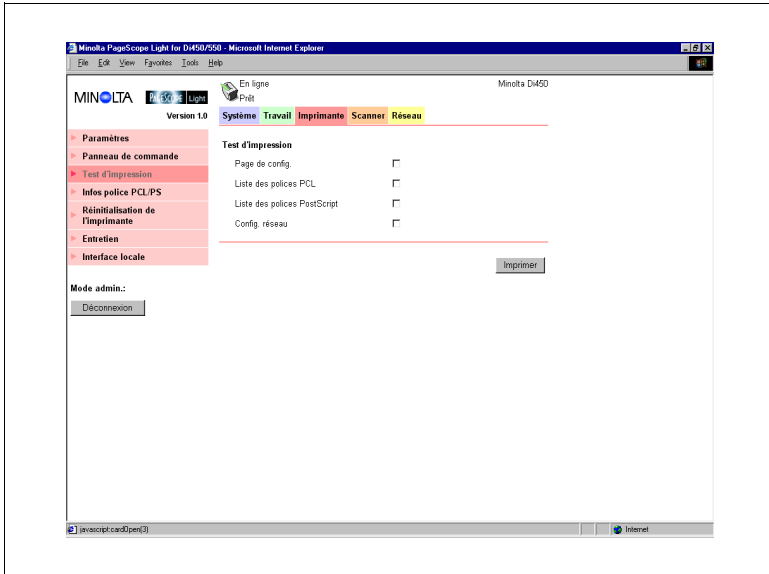 Minolta PageScope Light for Di450/550 - Microsoft Internet Explorer
File Edit View Favorites Tools Help
MINOLTA PAGESCOPE Light
Version 1.0
En ligne
Prêt
Minolta Di450
Système Travail Imprimante Scanner Réseau
Paramètres
Panneau de commande
Test d'impression
Infos police PCL/PS
Réinitialisation de
l'imprimante
Entretien
Interface locale
Mode admin.:
Déconnexion
Test d'impression
Page de config.
Liste des polices PCL
Liste des polices PostScript
Config. réseau
Imprimer
javascript:cardOpen(3)
Internet